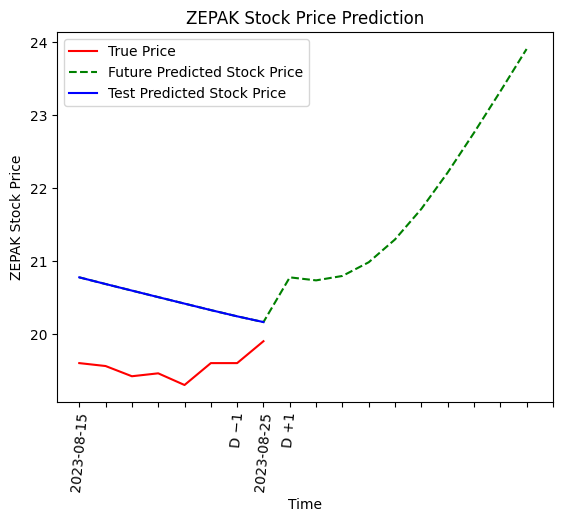 ZEPAK Stock Price Prediction
True Price
Future Predicted Stock Price
Test Predicted Stock Price
ZEPAK Stock Price
24
23
22
21
20
2023-08-15
D −1
2023-08-25
D +1
Time